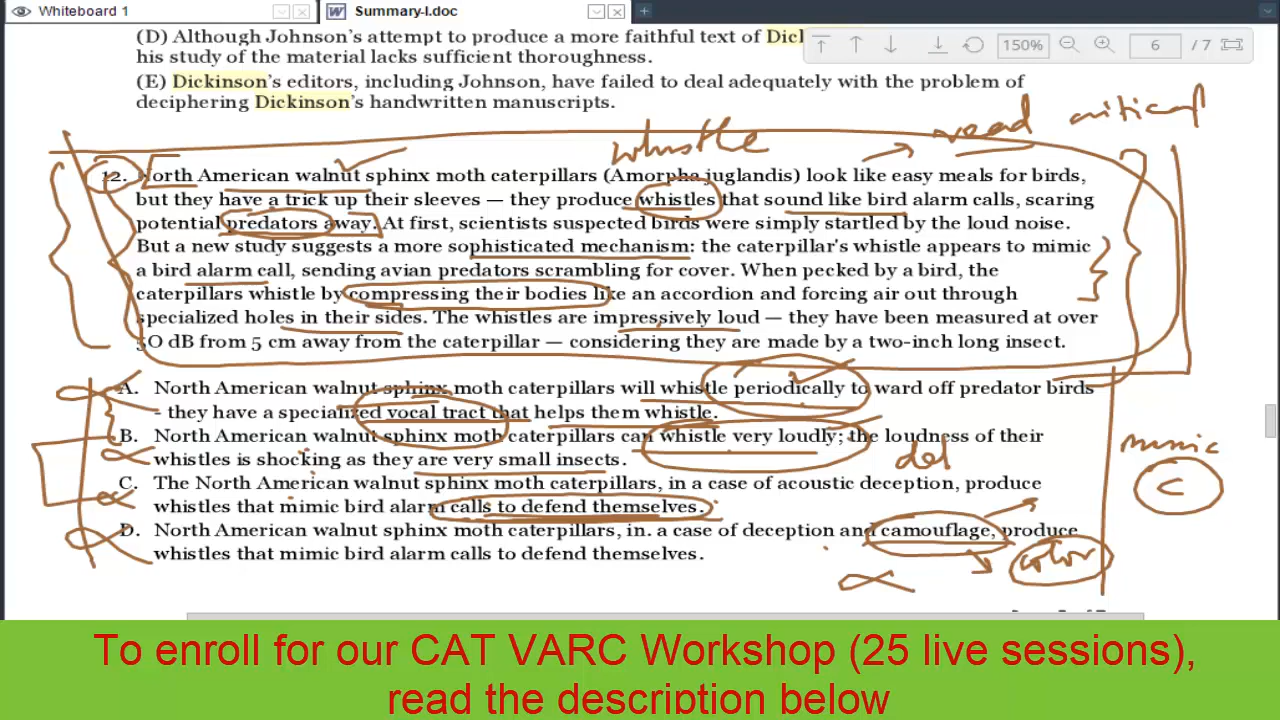 Whiteboard 1
Summary-I.doc
(D) Although Johnson's attempt to produce a more faithful text of
his study of the material lacks sufficient thoroughness.
150%
6
/ 7
(E) Dickinson's editors, including Johnson, have failed to deal adequately with the problem of
deciphering Dickinson's handwritten manuscripts.
whistle
read
critical
12. North American walnut sphinx moth caterpillars (Amorpha juglandis) look like easy meals for birds,
but they have a trick up their sleeves — they produce whistles that sound like bird alarm calls, scaring
potential predators away. At first, scientists suspected birds were simply startled by the loud noise.
But a new study suggests a more sophisticated mechanism: the caterpillar's whistle appears to mimic
a bird alarm call, sending avian predators scrambling for cover. When pecked by a bird, the
caterpillars whistle by compressing their bodies like an accordion and forcing air out through
specialized holes in their sides. The whistles are impressively loud — they have been measured at over
50 dB from 5 cm away from the caterpillar — considering they are made by a two-inch long insect.
A. North American walnut sphinx moth caterpillars will whistle periodically to ward off predator birds
- they have a specialized vocal tract that helps them whistle.
B. North American walnut sphinx moth caterpillars can whistle very loudly; the loudness of their
whistles is shocking as they are very small insects.
mimic
C
C. The North American walnut sphinx moth caterpillars, in a case of acoustic deception, produce
whistles that mimic bird alarm calls to defend themselves.
D. North American walnut sphinx moth caterpillars, in. a case of deception and camouflage, produce
whistles that mimic bird alarm calls to defend themselves.
color
To enroll for our CAT VARC Workshop (25 live sessions),
read the description below